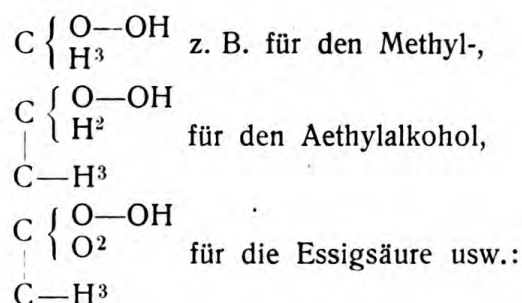 C { O—OH
H³ z. B. für den Methyl-,
C { O—OH
H² für den Aethylalkohol,
C—H³
C { O—OH
O² für die Essigsäure usw.:
C—H³